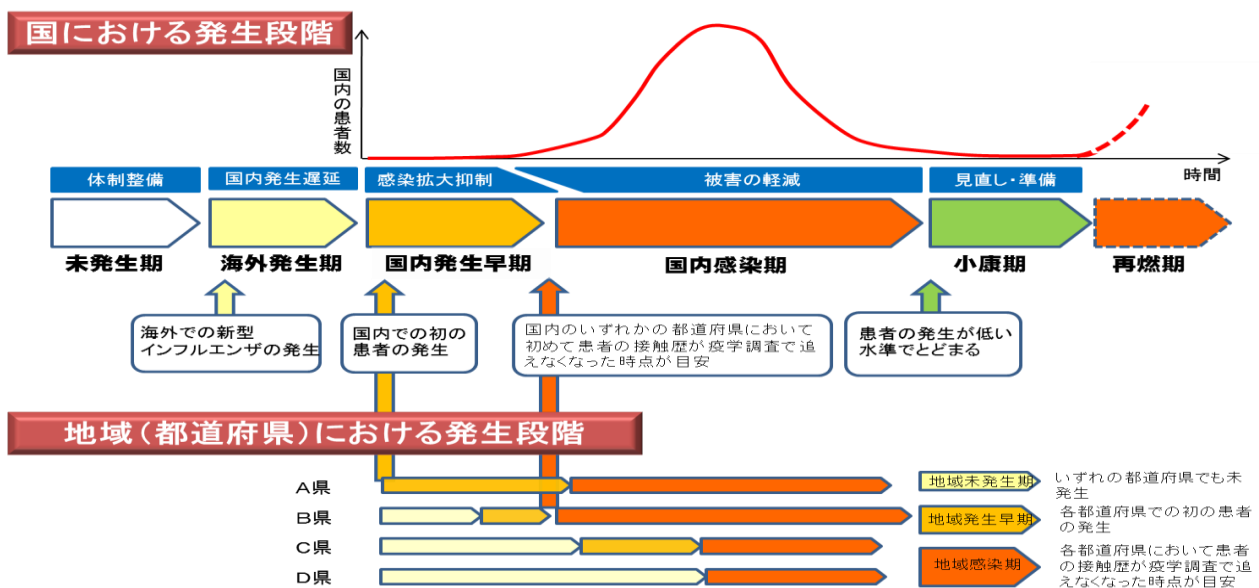 国における発生段階
国内の患者数
時間
体制整備
国内発生遅延
感染拡大抑制
被害の軽減
見直し・準備
未発生期
海外発生期
国内発生早期
国内感染期
小康期
再燃期
海外での新型
インフルエンザの発生
国内での初の
患者の発生
国内のいずれかの都道府県において
初めて患者の接触歴が疫学調査で追
えなくなった時点が目安
患者の発生が低い
水準でとどまる
地域(都道府県)における発生段階
A県
B県
C県
D県
地域未発生期
いずれの都道府県でも未
発生
地域発生早期
各都道府県での初の患者
の発生
地域感染期
各都道府県において患者
の接触歴が疫学調査で追
えなくなった時点が目安